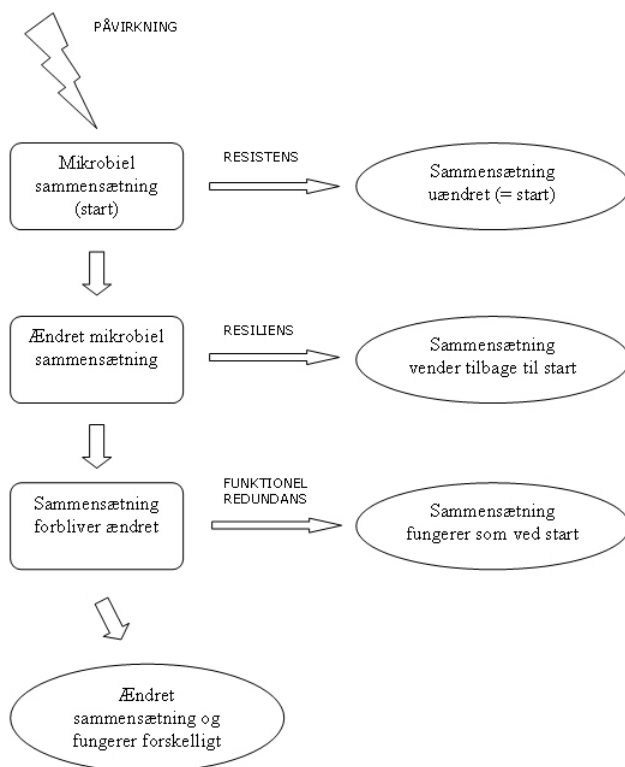 PÅVIRKNING
Mikrobiel
sammensætning
(start)
RESISTENS
Sammensætning
uændret (= start)
Ændret mikrobiel
sammensætning
RESILIENS
Sammensætning
vender tilbage til start
Sammensætning
forbliver ændret
FUNKTIONEL
REDUNDANS
Sammensætning
fungerer som ved start
Ændret
sammensætning og
fungerer forskelligt